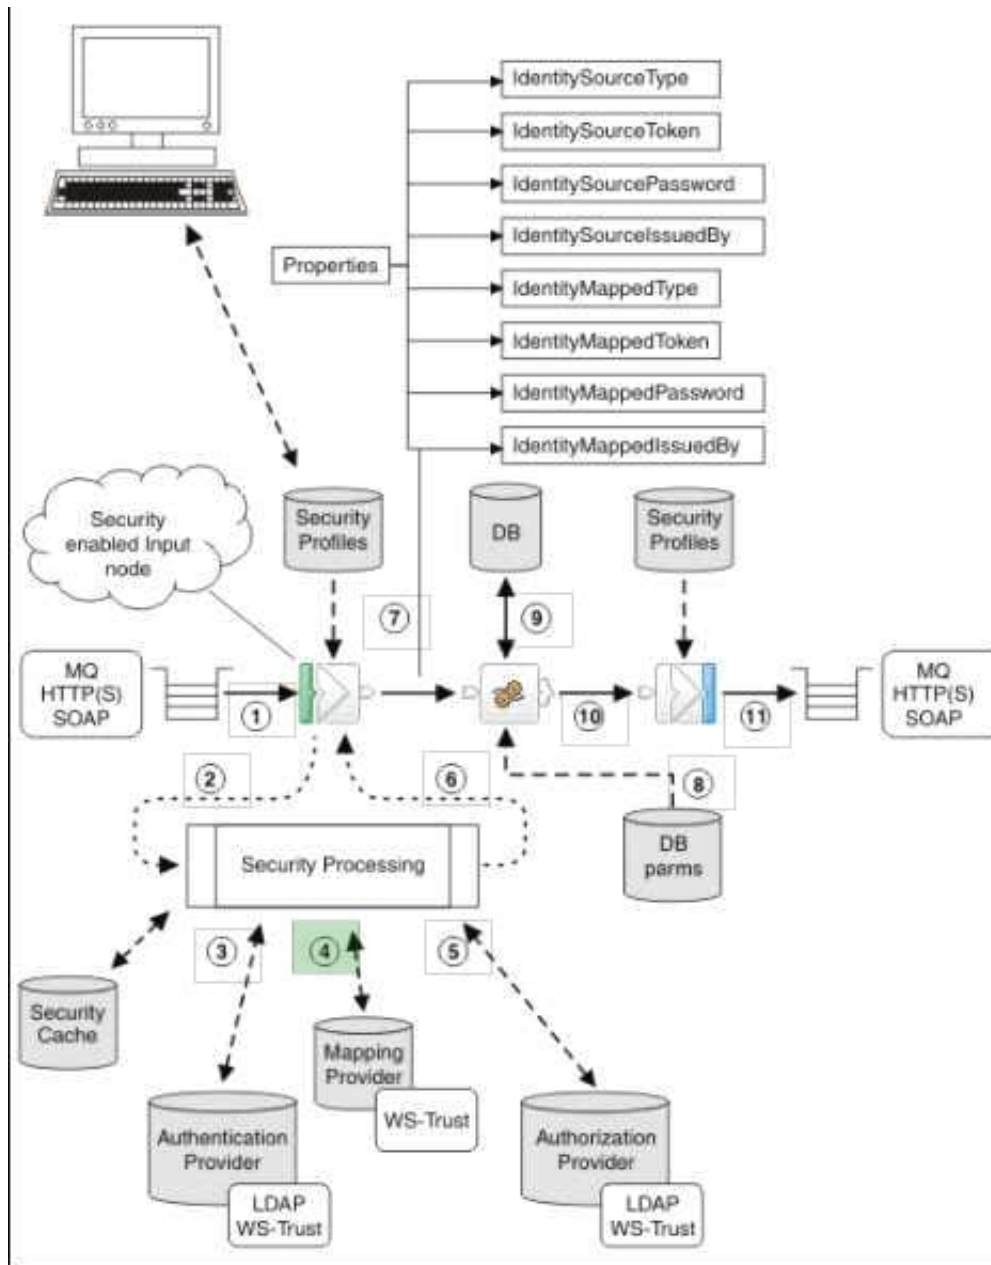 IdentitySourceType
IdentitySourceToken
IdentitySourcePassword
IdentitySourceIssuedBy
Properties
IdentityMappedType
IdentityMappedToken
IdentityMappedPassword
IdentityMappedIssuedBy
Security
enabled Input
node
Security
Profiles
DB
Security
Profiles
7
9
MQ
HTTP(S)
SOAP
1
10
11
MQ
HTTP(S)
SOAP
2
6
8
Security Processing
DB
parms
3
4
5
Security
Cache
Mapping
Provider
WS-Trust
Authentication
Provider
LDAP
WS-Trust
Authorization
Provider
LDAP
WS-Trust